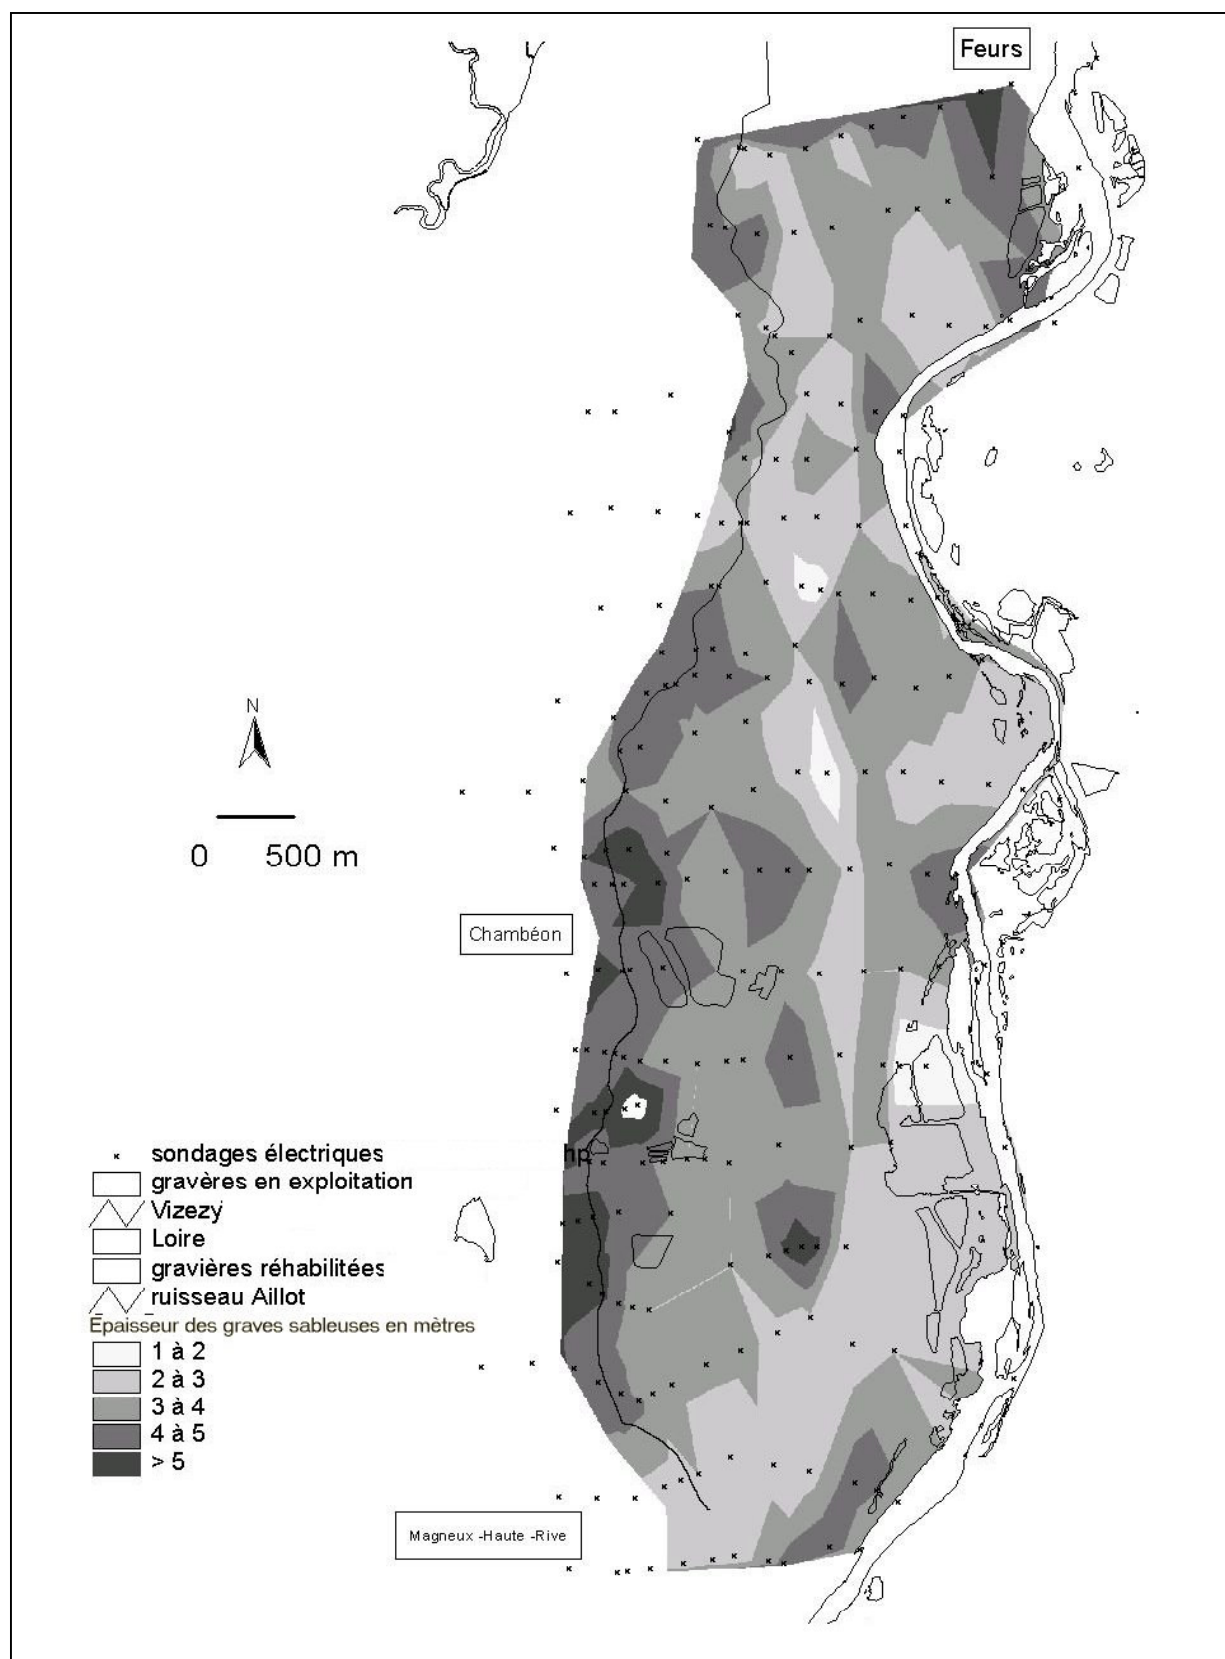 Feurs
N
0 500 m
Chambéon
hp
sondages électriques
gravères en exploitation
Vizezy
Loire
gravières réhabilitées
ruisseau Aillot
Épaisseur des graves sableuses en mètres
1 à 2
2 à 3
3 à 4
4 à 5
> 5
Magneux -Haute -Rive